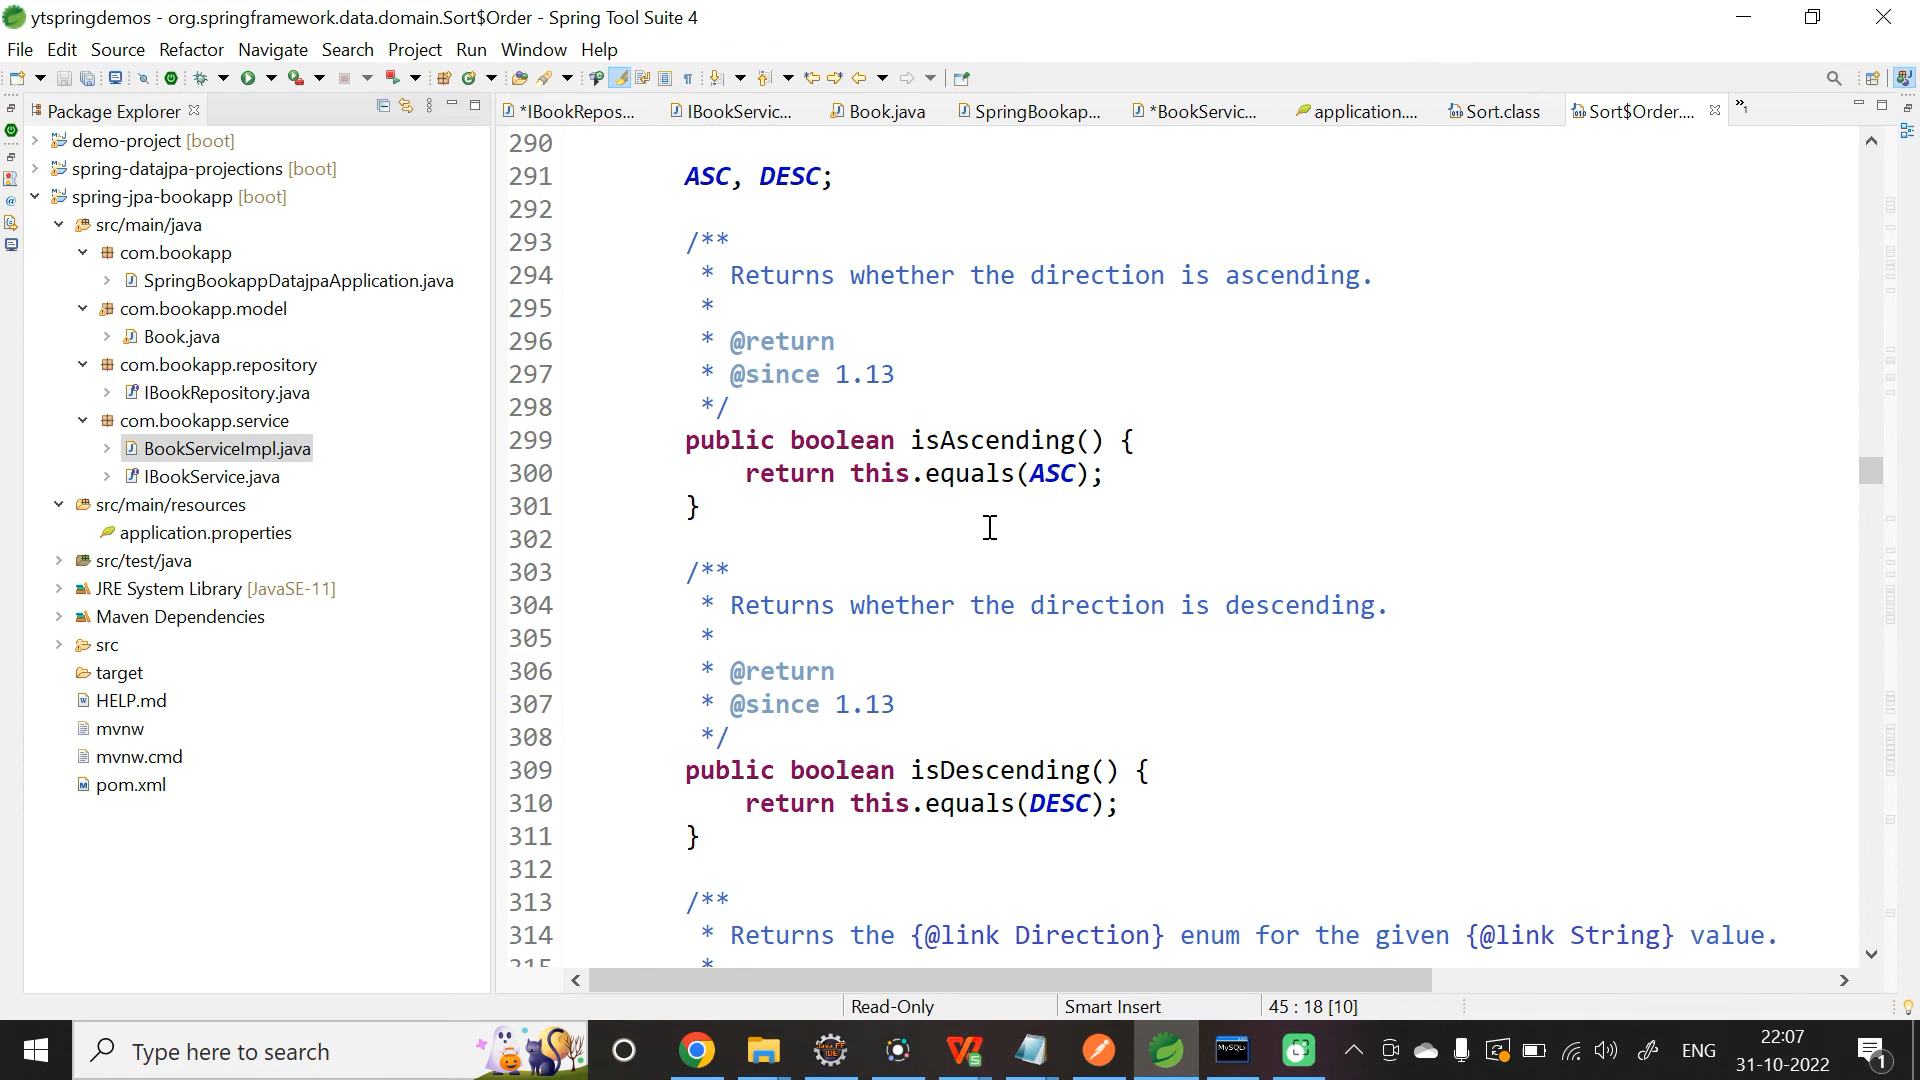 ytspringdemos - org.springframework.data.domain.Sort$Order - Spring Tool Suite 4
File Edit Source Refactor Navigate Search Project Run Window Help
Package Explorer
*IBookRepos... IBookServic... Book.java SpringBookap... *BookServic... application.... Sort.class Sort$Order.... »1
demo-project [boot]
spring-datajpa-projections [boot]
spring-jpa-bookapp [boot]
src/main/java
com.bookapp
SpringBookappDatajpaApplication.java
com.bookapp.model
Book.java
com.bookapp.repository
IBookRepository.java
com.bookapp.service
BookServiceImpl.java
IBookService.java
src/main/resources
application.properties
src/test/java
JRE System Library [JavaSE-11]
Maven Dependencies
src
target
HELP.md
mvnw
mvnw.cmd
pom.xml
290
291 ASC, DESC;
292
293 /**
294 * Returns whether the direction is ascending.
295 *
296 * @return
297 * @since 1.13
298 */
299 public boolean isAscending() {
300 return this.equals(ASC);
301 }
302
303 /**
304 * Returns whether the direction is descending.
305 *
306 * @return
307 * @since 1.13
308 */
309 public boolean isDescending() {
310 return this.equals(DESC);
311 }
312
313 /**
314 * Returns the {@link Direction} enum for the given {@link String} value.
315 *
Read-Only Smart Insert 45 : 18 [10]
Type here to search
MySQL
ENG
22:07
31-10-2022
1